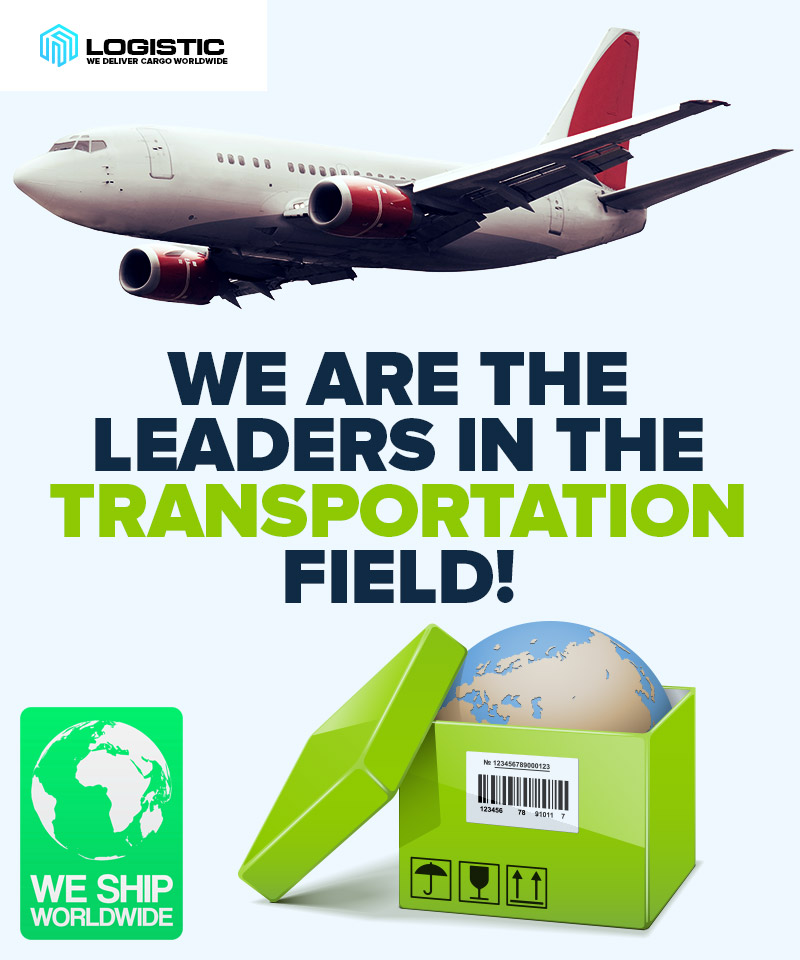 LOGISTIC
WE DELIVER CARGO WORLDWIDE
WE ARE THE
LEADERS IN THE
TRANSPORTATION
FIELD!
№ 123456789000123
123456 78 91011 7
WE SHIP
WORLDWIDE